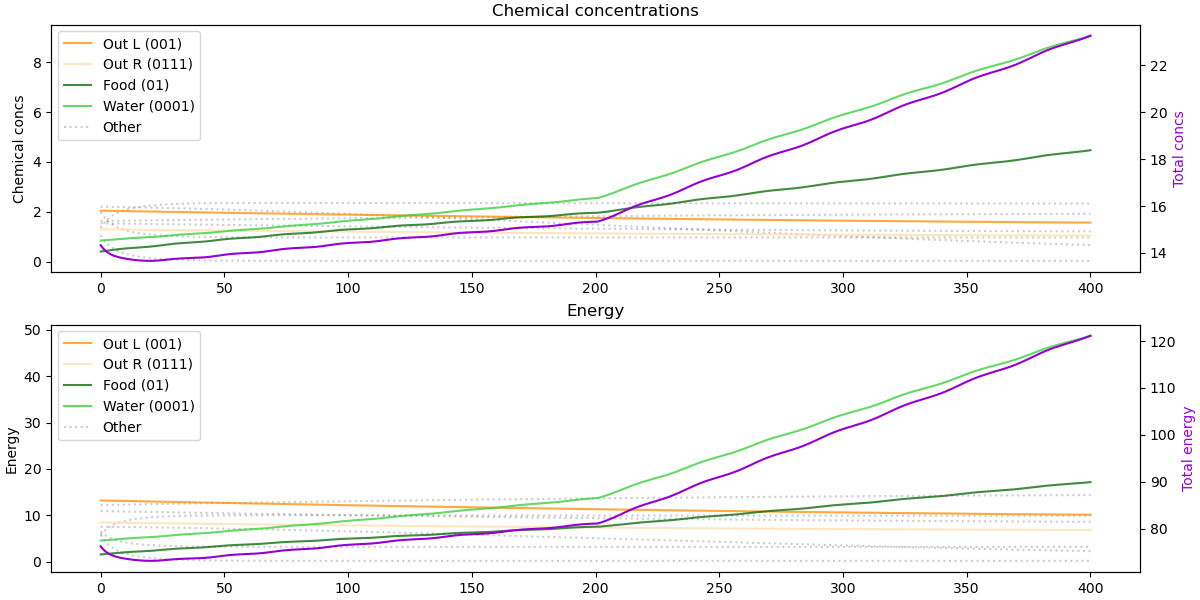 Chemical concentrations
Out L (001)
Out R (0111)
Food (01)
Water (0001)
Other
Chemical concs
0
2
4
6
8
Total concs
14
16
18
20
22
0 50 100 150 200 250 300 350 400
Energy
Out L (001)
Out R (0111)
Food (01)
Water (0001)
Other
Energy
0
10
20
30
40
50
Total energy
80
90
100
110
120
0 50 100 150 200 250 300 350 400